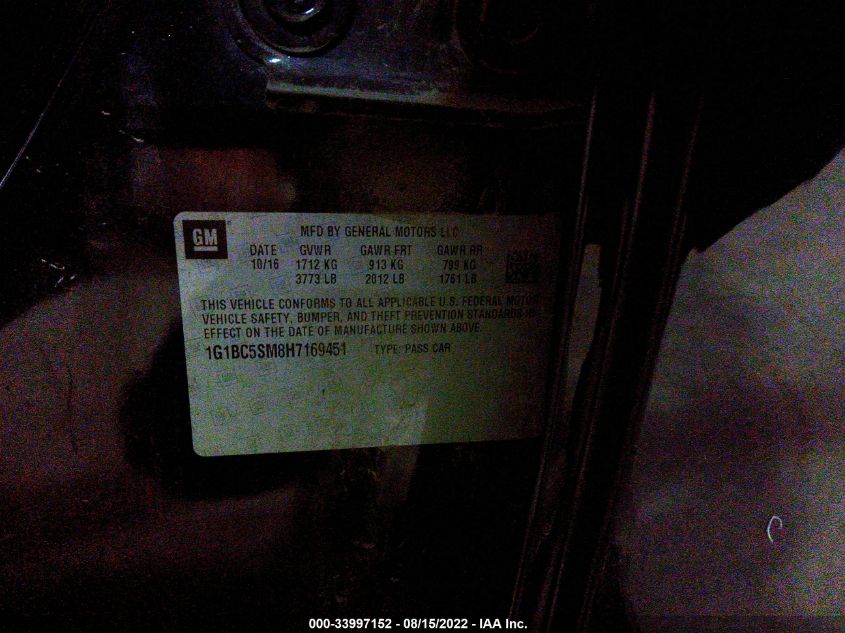 GM
MFD BY GENERAL MOTORS LLC
DATE GVWR GAWR FRT GAWR RR
10/16 1712 KG 913 KG 799 KG
3773 LB 2012 LB 1761 LB
THIS VEHICLE CONFORMS TO ALL APPLICABLE U.S. FEDERAL MOTOR
VEHICLE SAFETY, BUMPER, AND THEFT PREVENTION STANDARDS IN
EFFECT ON THE DATE OF MANUFACTURE SHOWN ABOVE.
1G1BC5SM8H7169451 TYPE: PASS CAR
000-33997152 - 08/15/2022 - IAA Inc.